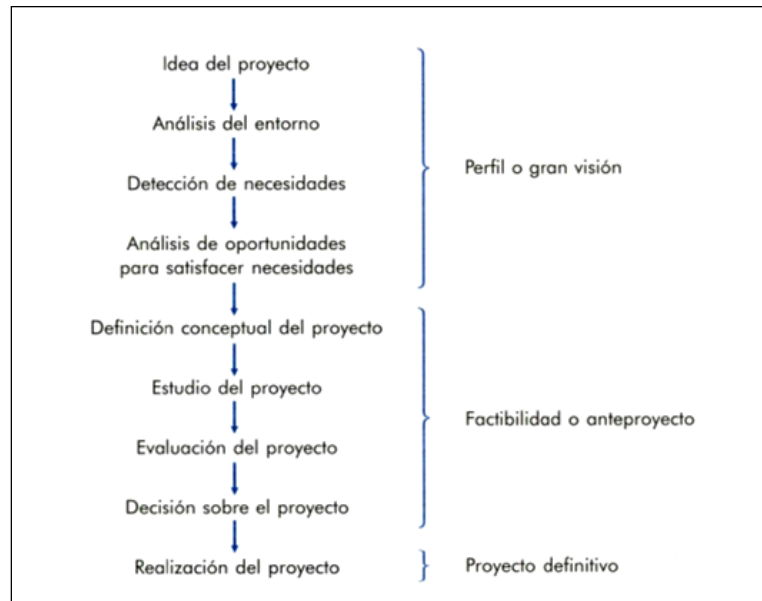 Idea del proyecto
Análisis del entorno
Detección de necesidades
Perfil o gran visión
Análisis de oportunidades
para satisfacer necesidades
Definición conceptual del proyecto
Estudio del proyecto
Factibilidad o anteproyecto
Evaluación del proyecto
Decisión sobre el proyecto
Realización del proyecto
Proyecto definitivo